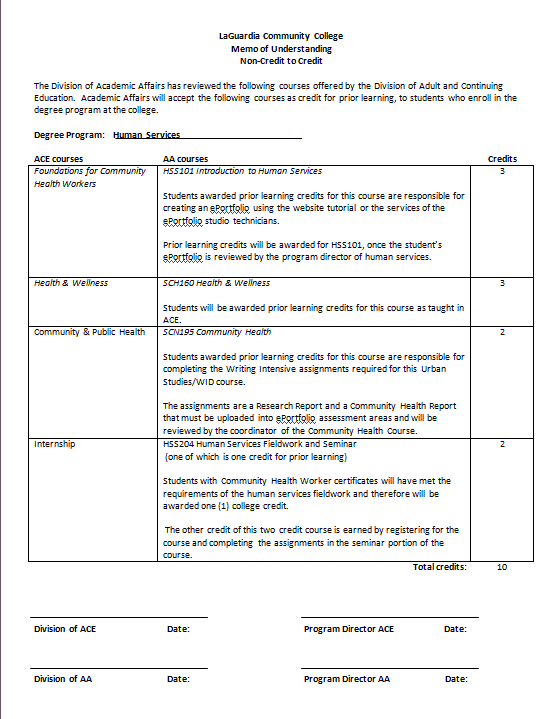 LaGuardia Community College
Memo of Understanding
Non-Credit to Credit
The Division of Academic Affairs has reviewed the following courses offered by the Division of Adult and Continuing
Education. Academic Affairs will accept the following courses as credit for prior learning, to students who enroll in the
degree program at the college.
Degree Program: Human Services
ACE courses AA courses Credits
Foundations for Community HSS101 Introduction to Human Services 3
Health Workers
Students awarded prior learning credits for this course are responsible for
creating an ePortfolio using the website tutorial or the services of the
ePortfolio studio technicians.
Prior learning credits will be awarded for HSS101, once the student's
ePortfolio is reviewed by the program director of human services.
Health & Wellness SCH160 Health & Wellness 3
Students will be awarded prior learning credits for this course as taught in
ACE.
Community & Public Health SCN195 Community Health 2
Students awarded prior learning credits for this course are responsible for
completing the Writing Intensive assignments required for this Urban
Studies/WID course.
The assignments are a Research Report and a Community Health Report
that must be uploaded into ePortfolio assessment areas and will be
reviewed by the coordinator of the Community Health Course.
Internship HSS204 Human Services Fieldwork and Seminar 2
(one of which is one credit for prior learning)
Students with Community Health Worker certificates will have met the
requirements of the human services fieldwork and therefore will be
awarded one (1) college credit.
The other credit of this two credit course is earned by registering for the
course and completing the assignments in the seminar portion of the
course.
Total credits: 10
Division of ACE Date: Program Director ACE Date:
Division of AA Date: Program Director AA Date: